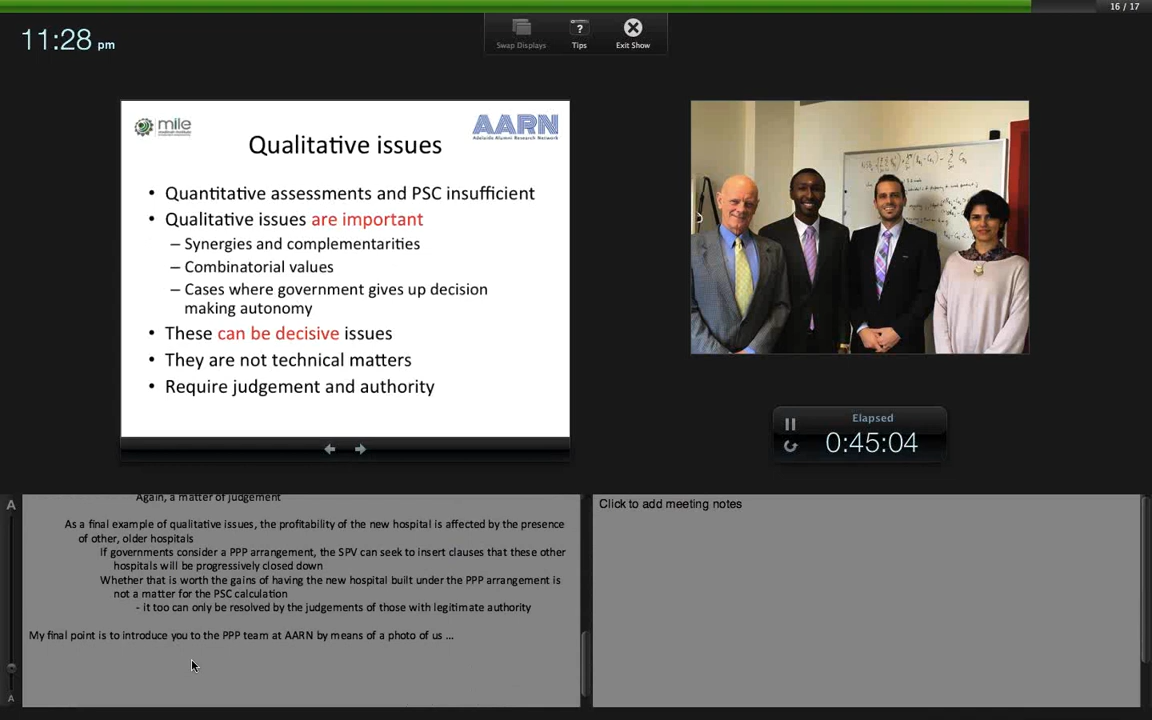 16 / 17
11:28 pm
Swap Displays
Tips
Exit Show
mile
AARN
Adelaide Alumni Research Network
Qualitative issues
• Quantitative assessments and PSC insufficient
• Qualitative issues are important
– Synergies and complementarities
– Combinatorial values
– Cases where government gives up decision
making autonomy
• These can be decisive issues
• They are not technical matters
• Require judgement and authority
Elapsed
0:45:04
A
A
Again, a matter of judgement
As a final example of qualitative issues, the profitability of the new hospital is affected by the presence
of other, older hospitals
If governments consider a PPP arrangement, the SPV can seek to insert clauses that these other
hospitals will be progressively closed down
Whether that is worth the gains of having the new hospital built under the PPP arrangement is
not a matter for the PSC calculation
- it too can only be resolved by the judgements of those with legitimate authority
My final point is to introduce you to the PPP team at AARN by means of a photo of us ...
Click to add meeting notes